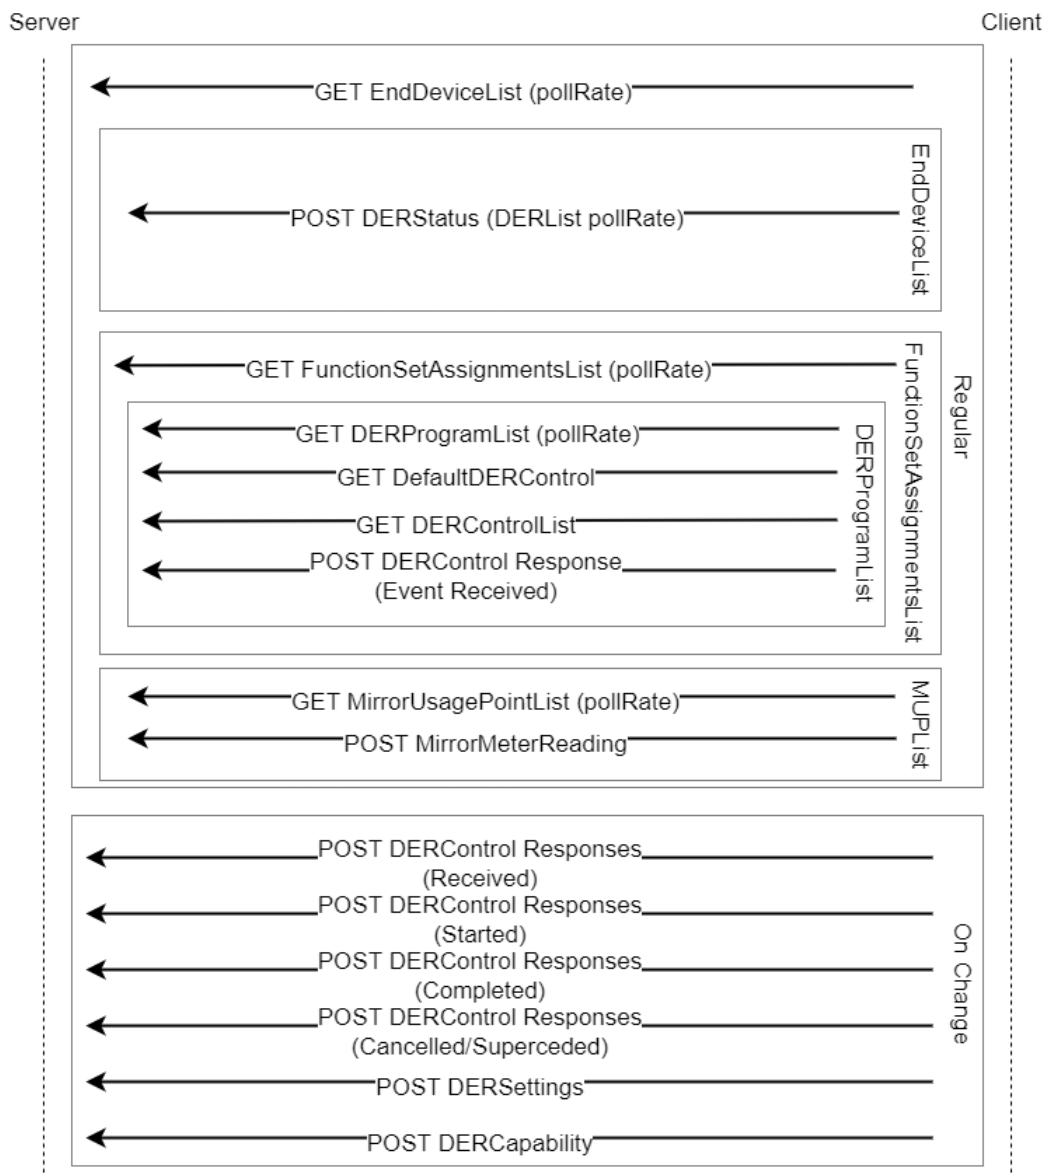 Server
Client
GET EndDeviceList (pollRate)
EndDeviceList
POST DERStatus (DERList pollRate)
Regular
FunctionSetAssignmentsList
GET FunctionSetAssignmentsList (pollRate)
DERProgramList
GET DERProgramList (pollRate)
GET DefaultDERControl
GET DERControlList
POST DERControl Response
(Event Received)
MUPList
GET MirrorUsagePointList (pollRate)
POST MirrorMeterReading
On Change
POST DERControl Responses
(Received)
POST DERControl Responses
(Started)
POST DERControl Responses
(Completed)
POST DERControl Responses
(Cancelled/Superceded)
POST DERSettings
POST DERCapability